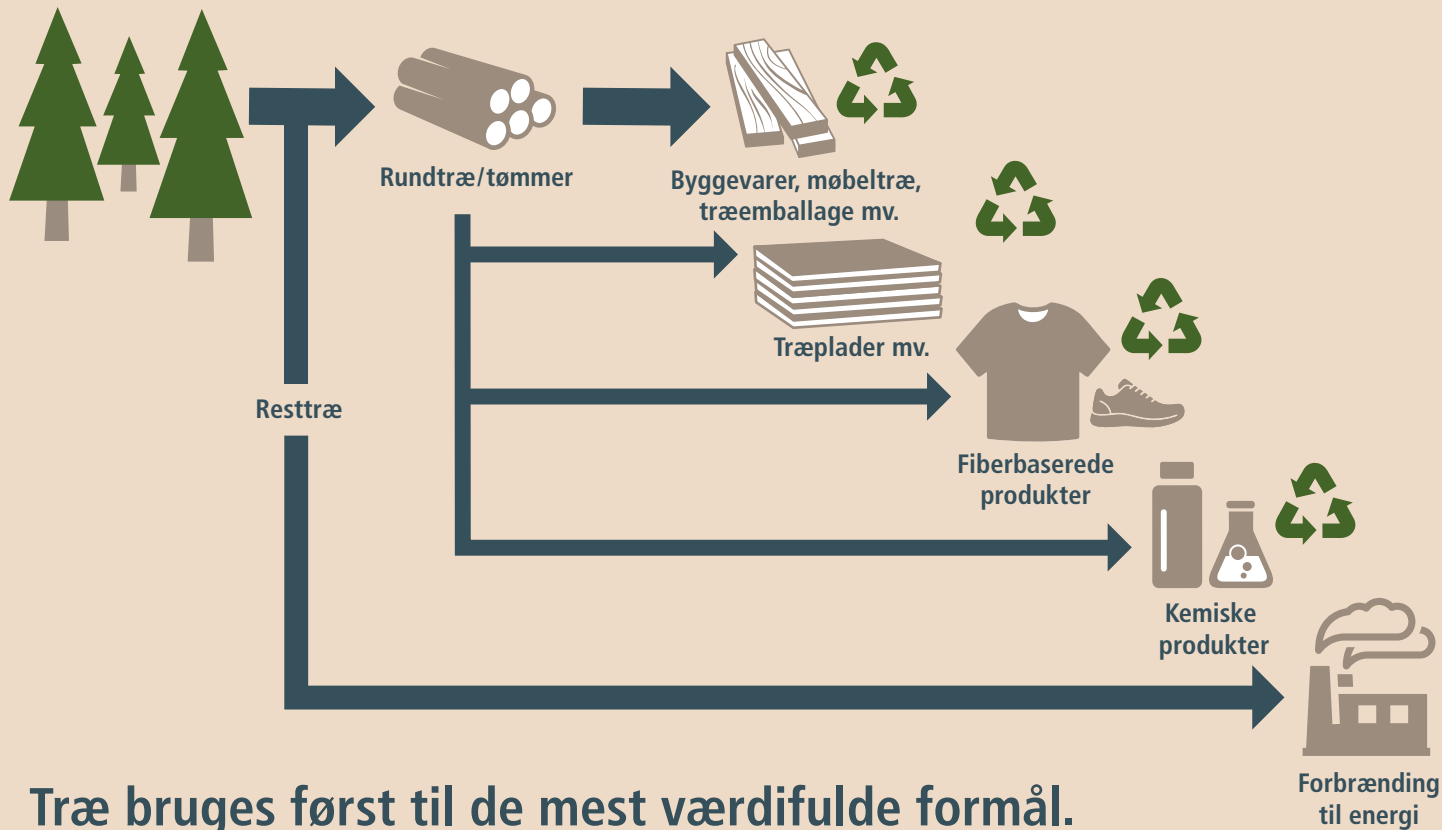 Rundtræ/tømmer
Byggevarer, møbeltræ,
træemballage mv.
Træplader mv.
Resttræ
Fiberbaserede
produkter
Kemiske
produkter
Forbrænding
til energi
Træ bruges først til de mest værdifulde formål.